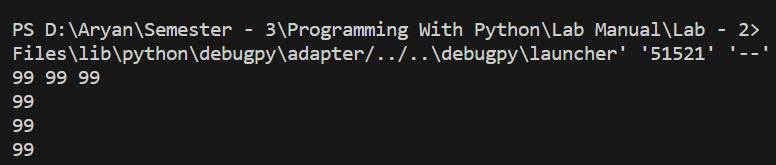 PS D:\Aryan\Semester - 3\Programming With Python\Lab Manual\Lab - 2>
Files\lib\python\debugpy\adapter/../..\debugpy\launcher' '51521' '--'
99 99 99
99
99
99